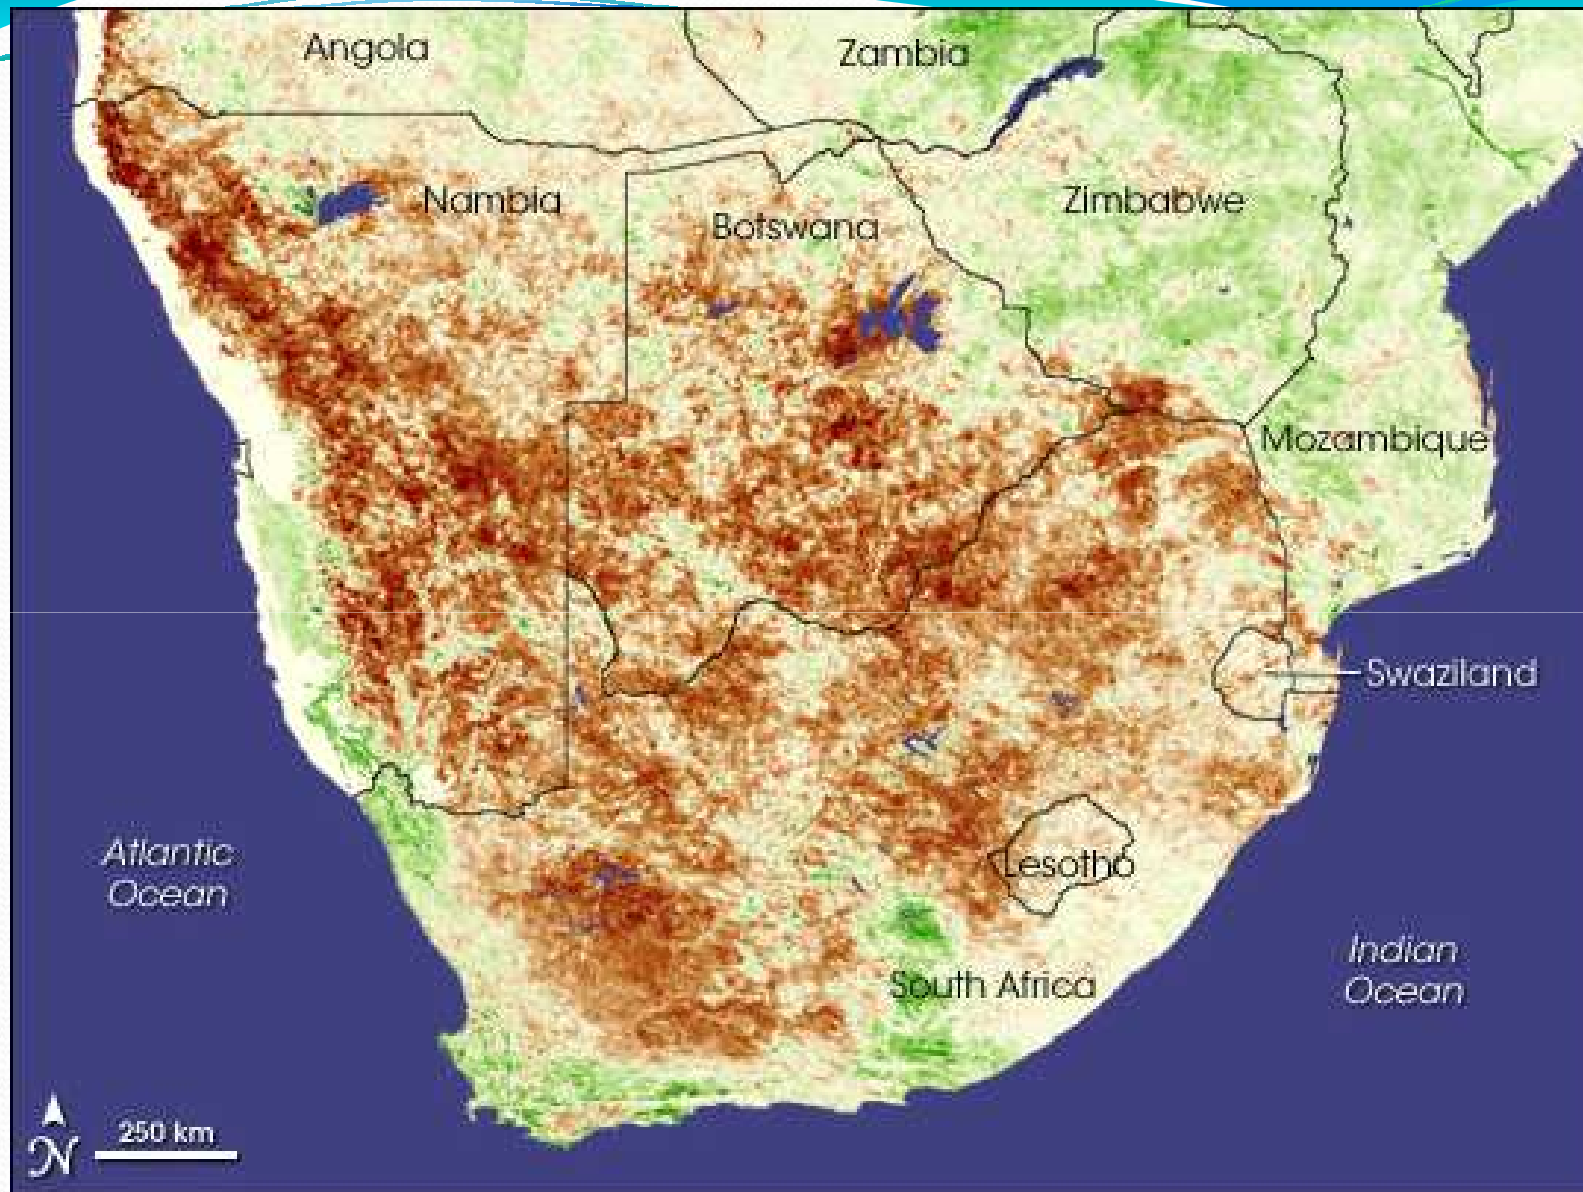 Angola
Zambia
Nambia
Botswana
Zimbabwe
Mozambique
Swaziland
Atlantic
Ocean
Lesotho
South Africa
Indian
Ocean
N
250 km